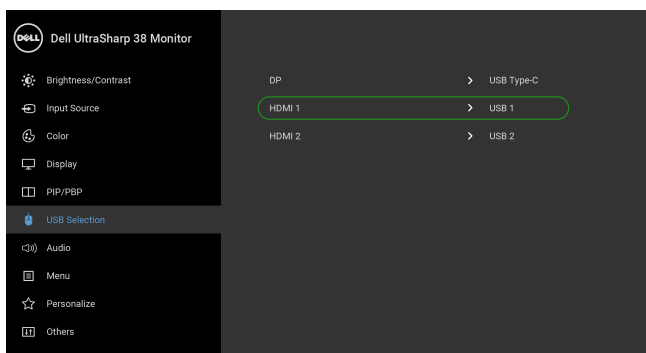 DELL Dell UltraSharp 38 Monitor
Brightness/Contrast
Input Source
Color
Display
PIP/PBP
USB Selection
Audio
Menu
Personalize
Others
DP > USB Type-C
HDMI 1 > USB 1
HDMI 2 > USB 2